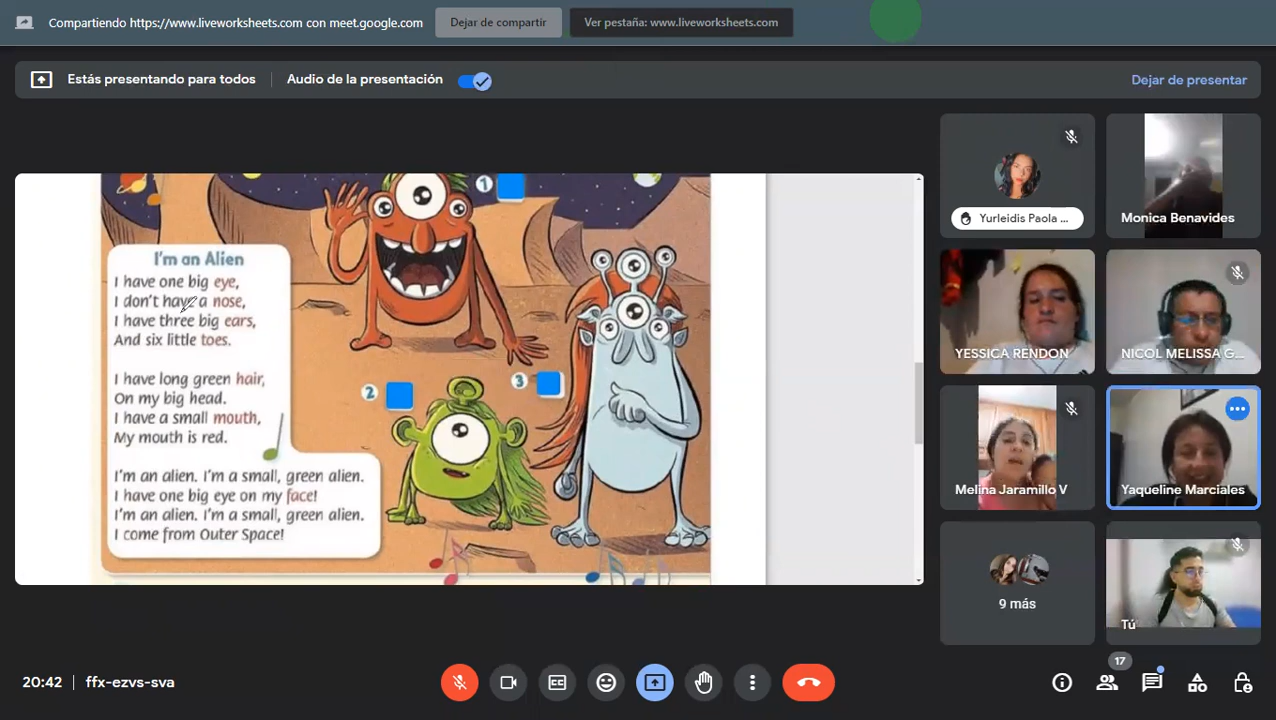 Compartiendo https://www.liveworksheets.com con meet.google.com
Dejar de compartir
Ver pestaña: www.liveworksheets.com
Estás presentando para todos
Audio de la presentación
Dejar de presentar
1
I'm an Alien
I have one big eye,
I don't have a nose,
I have three big ears,
And six little toes.
I have long green hair,
On my big head.
I have a small mouth,
My mouth is red.
I'm an alien. I'm a small, green alien.
I have one big eye on my face!
I'm an alien. I'm a small, green alien.
I come from Outer Space!
2
3
Yurleidis Paola ...
Monica Benavides
YESSICA RENDON
NICOL MELISSA G...
Melina Jaramillo V
Yaqueline Marciales
9 más
Tú
20:42 | ffx-ezvs-sva
17